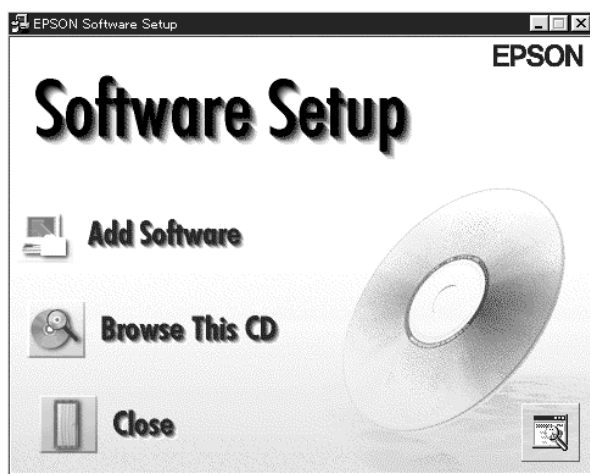 EPSON Software Setup
EPSON
Software Setup
Add Software
Browse This CD
Close